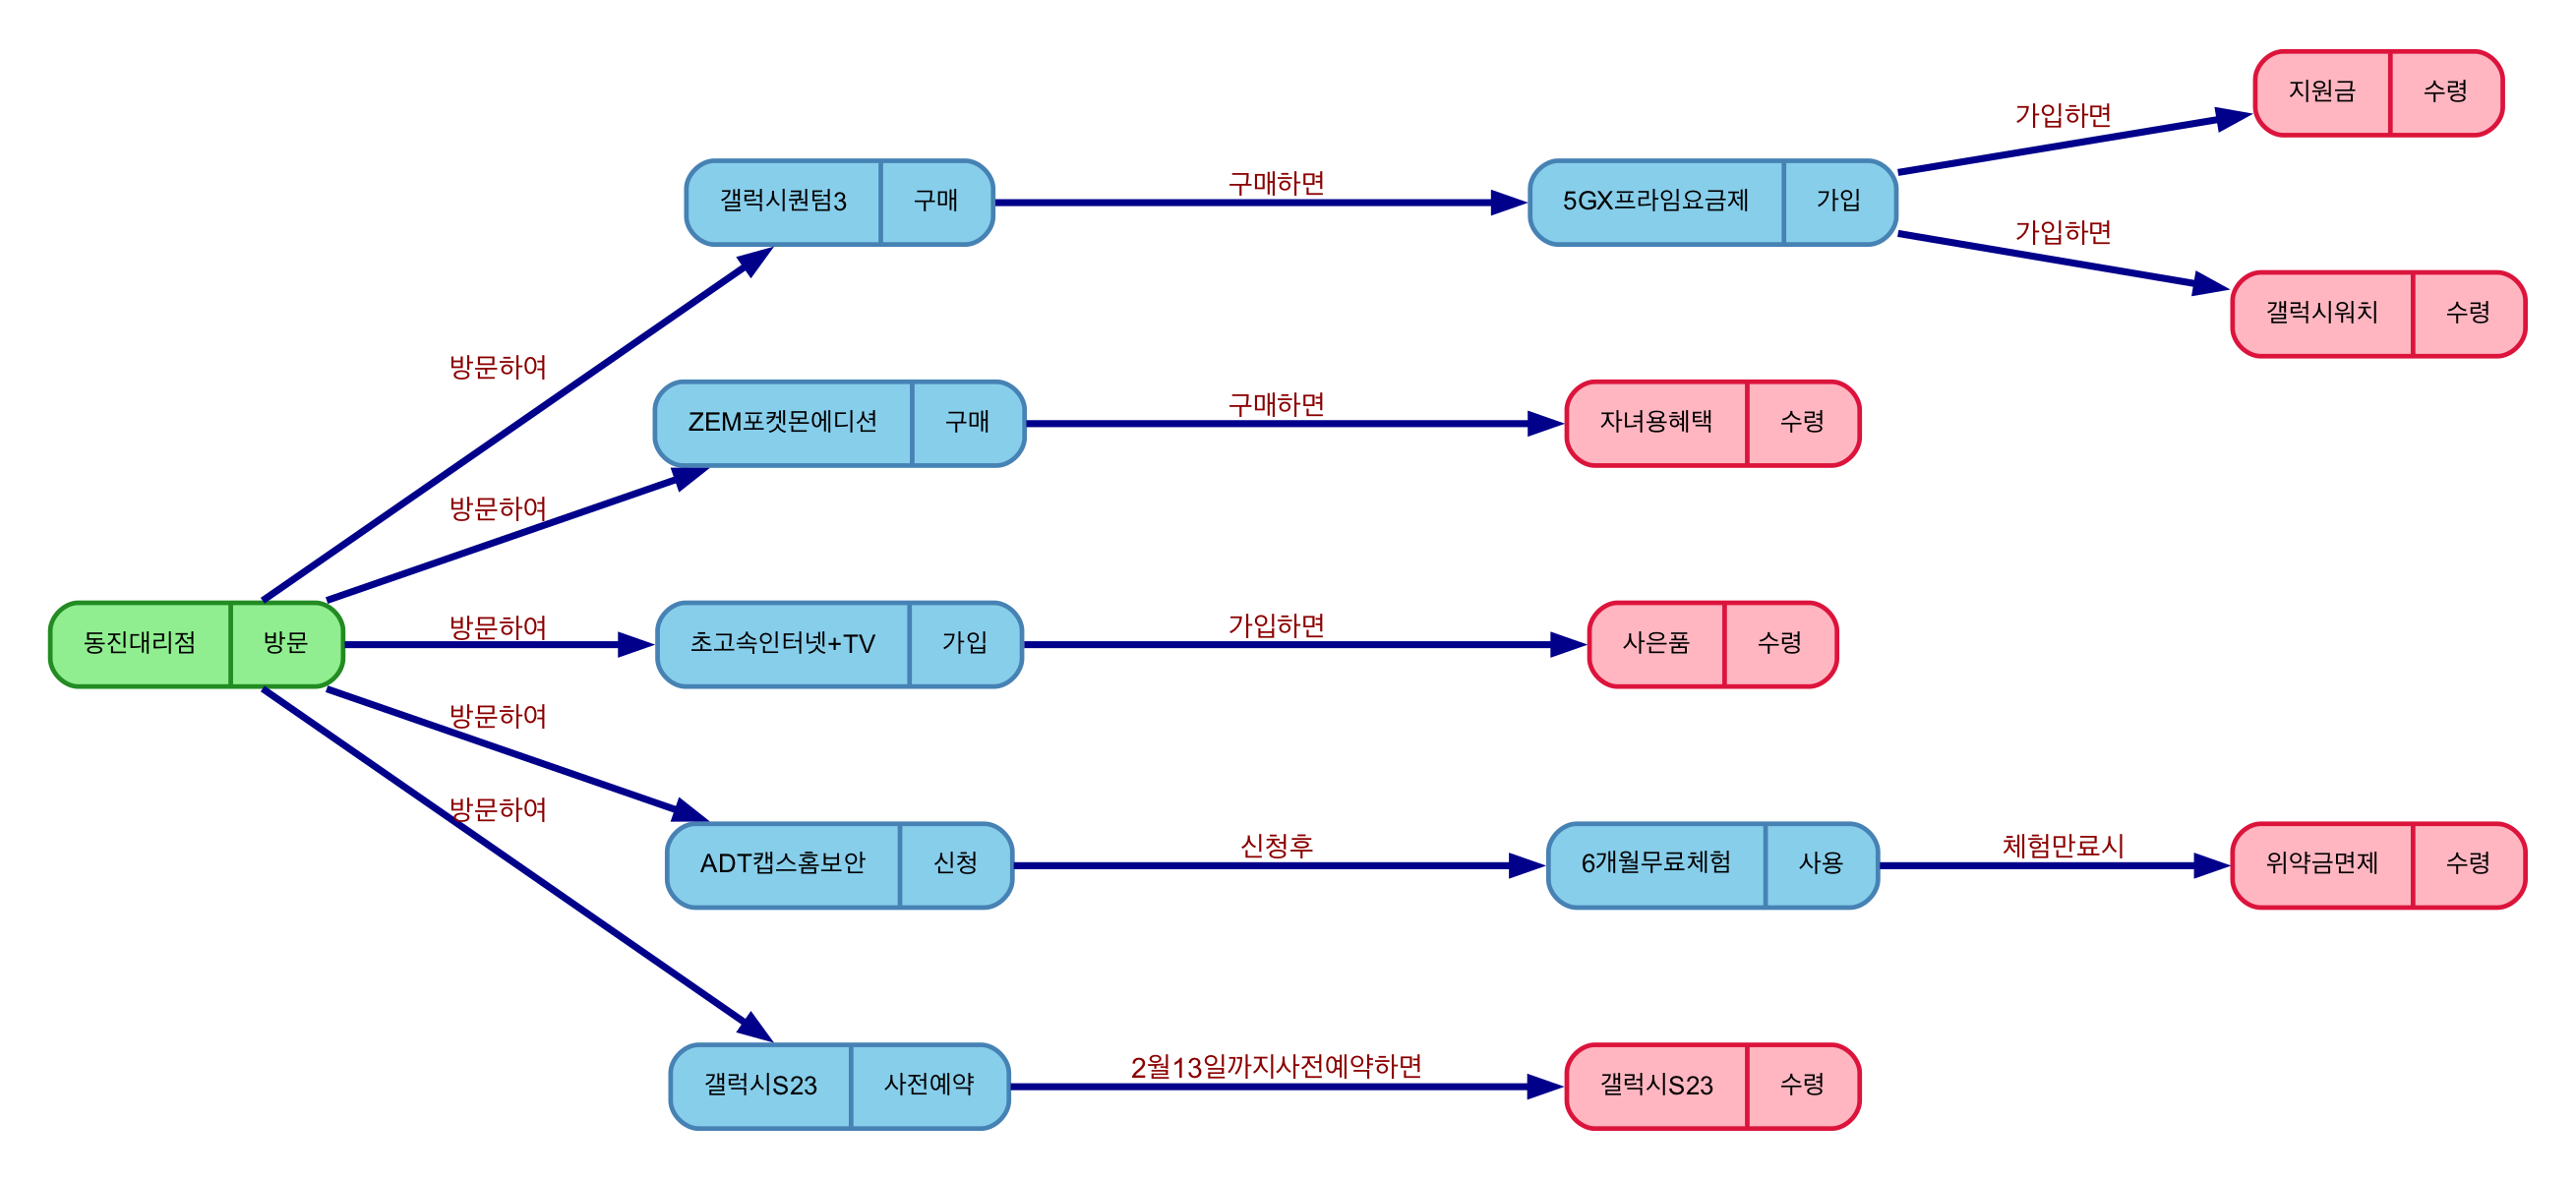 지원금 수령
가입하면
갤럭시퀀텀3 구매
구매하면
5GX프라임요금제 가입
가입하면
갤럭시워치 수령
방문하여
ZEM포켓몬에디션 구매
구매하면
자녀용혜택 수령
방문하여
동진대리점 방문
방문하여
초고속인터넷+TV 가입
가입하면
사은품 수령
방문하여
방문하여
ADT캡스홈보안 신청
신청후
6개월무료체험 사용
체험만료시
위약금면제 수령
갤럭시S23 사전예약
2월13일까지사전예약하면
갤럭시S23 수령